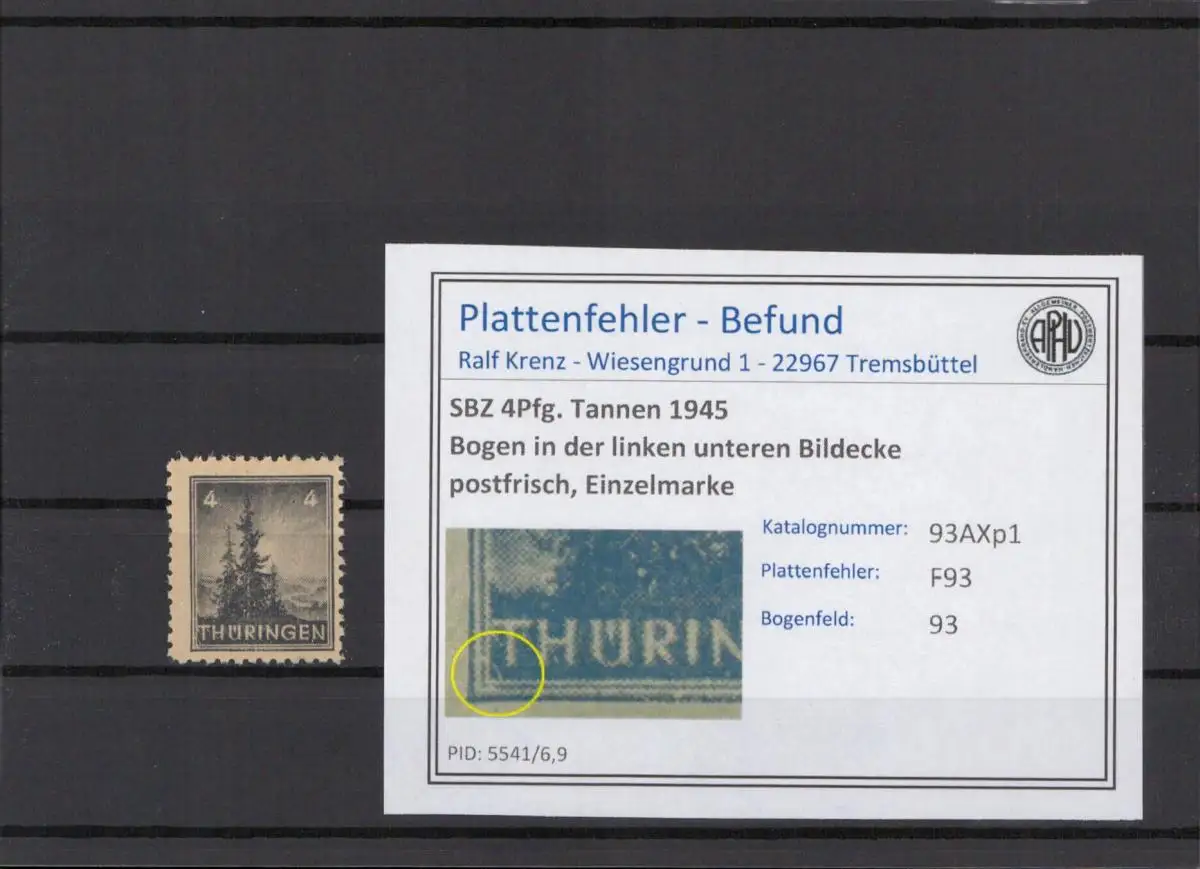 4 4
THÜRINGEN
Plattenfehler - Befund
Ralf Krenz - Wiesengrund 1 - 22967 Tremsbüttel
APHV
SBZ 4Pfg. Tannen 1945
Bogen in der linken unteren Bildecke
postfrisch, Einzelmarke
THÜRIN
Katalognummer: 93AXp1
Plattenfehler: F93
Bogenfeld: 93
PID: 5541/6,9